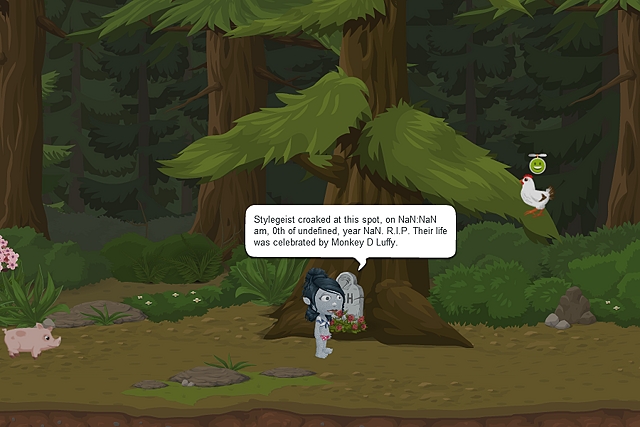 Stylegeist croaked at this spot, on NaN:NaN
am, 0th of undefined, year NaN. R.I.P. Their life
was celebrated by Monkey D Luffy.